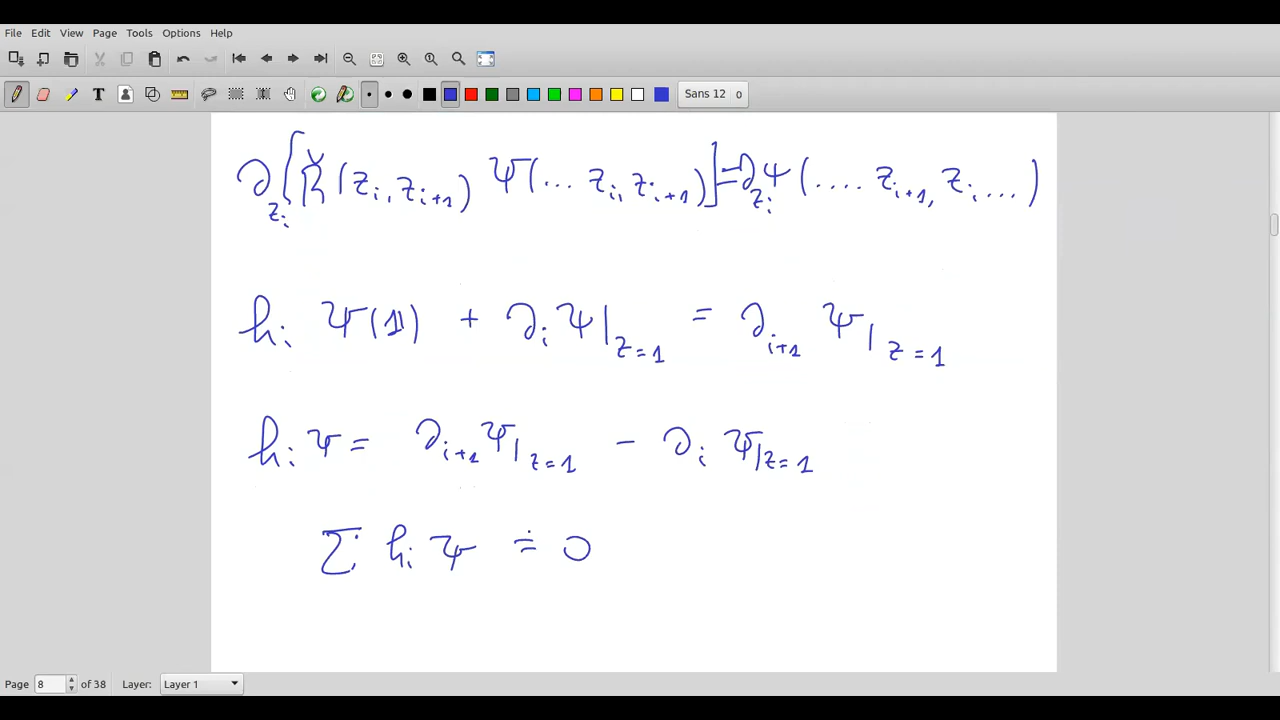 File Edit View Page Tools Options Help
Sans 12 0
∂_{z_i} [Ř(z_i, z_{i+1}) Ψ(... z_i, z_{i+1})] = ∂_{z_i} Ψ(.... z_{i+1}, z_i ...)
h_i Ψ(1) + ∂_i Ψ|_{z=1} = ∂_{i+1} Ψ|_{z=1}
h_i Ψ = ∂_{i+1} Ψ|_{z=1} - ∂_i Ψ|_{z=1}
Σ h_i Ψ ≐ 0
Page 8 of 38 Layer: Layer 1